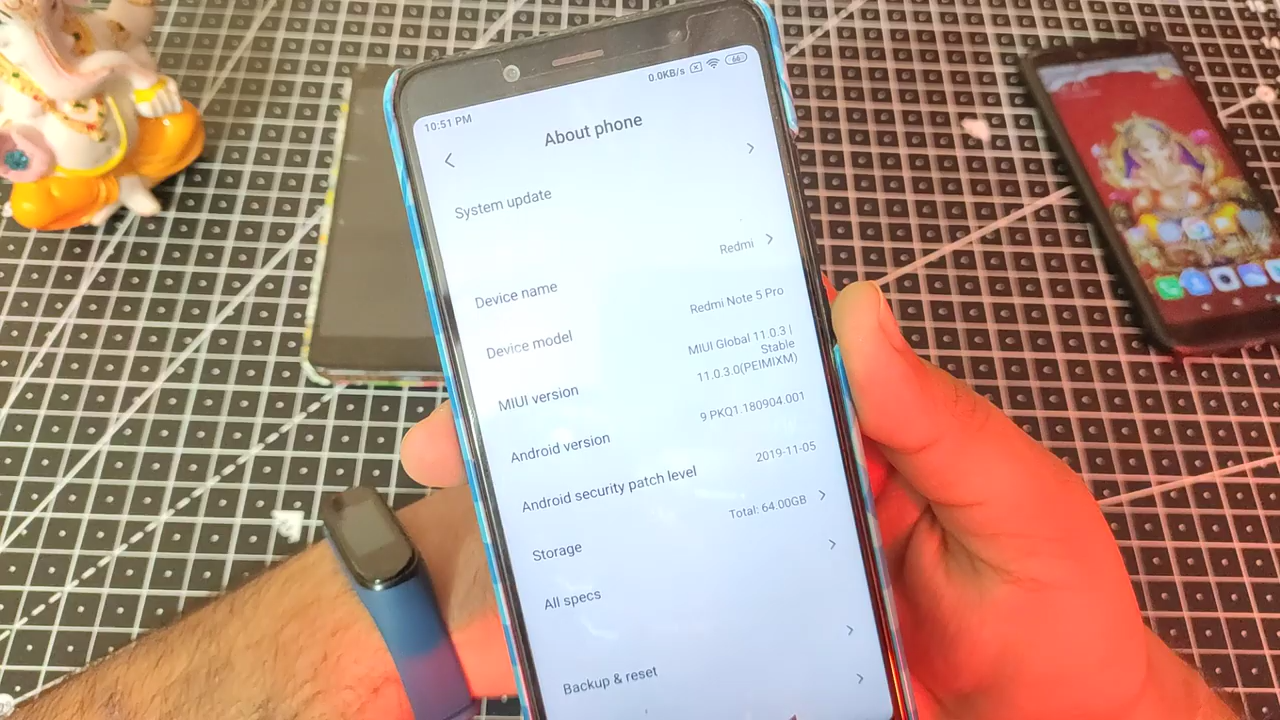 10:51 PM
0.0KB/s
66
About phone
System update
Device name
Redmi
Device model
Redmi Note 5 Pro
MIUI version
MIUI Global 11.0.3 |
Stable
11.0.3.0(PEIMIXM)
Android version
9 PKQ1.180904.001
Android security patch level
2019-11-05
Storage
Total: 64.00GB
All specs
Backup & reset